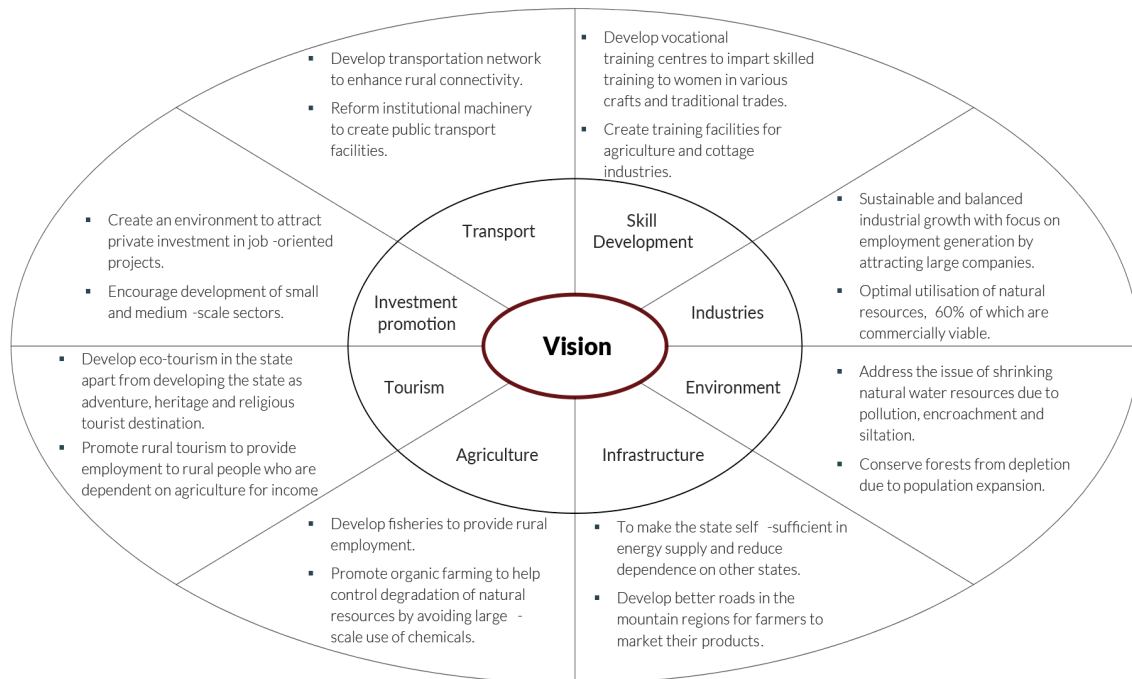 ▪ Develop transportation network
to enhance rural connectivity.
▪ Reform institutional machinery
to create public transport
facilities.
▪ Develop vocational
training centres to impart skilled
training to women in various
crafts and traditional trades.
▪ Create training facilities for
agriculture and cottage
industries.
▪ Create an environment to attract
private investment in job -oriented
projects.
▪ Encourage development of small
and medium -scale sectors.
Transport
Skill
Development
▪ Sustainable and balanced
industrial growth with focus on
employment generation by
attracting large companies.
▪ Optimal utilisation of natural
resources, 60% of which are
commercially viable.
Investment
promotion
Industries
Vision
Tourism
Environment
Agriculture
Infrastructure
▪ Develop eco-tourism in the state
apart from developing the state as
adventure, heritage and religious
tourist destination.
▪ Promote rural tourism to provide
employment to rural people who are
dependent on agriculture for income.
▪ Address the issue of shrinking
natural water resources due to
pollution, encroachment and
siltation.
▪ Conserve forests from depletion
due to population expansion.
▪ Develop fisheries to provide rural
employment.
▪ Promote organic farming to help
control degradation of natural
resources by avoiding large -
scale use of chemicals.
▪ To make the state self -sufficient in
energy supply and reduce
dependence on other states.
▪ Develop better roads in the
mountain regions for farmers to
market their products.